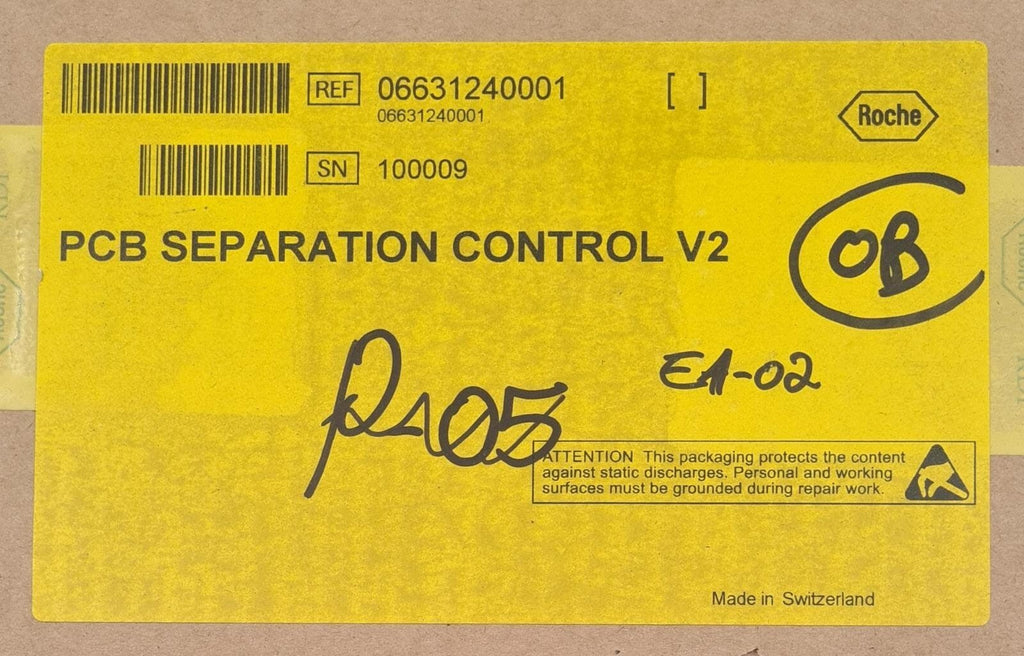 REF 06631240001 [ ]
06631240001
Roche
SN 100009
PCB SEPARATION CONTROL V2
OB
EA-02
ATTENTION This packaging protects the content
against static discharges. Personal and working
surfaces must be grounded during repair work.
Made in Switzerland